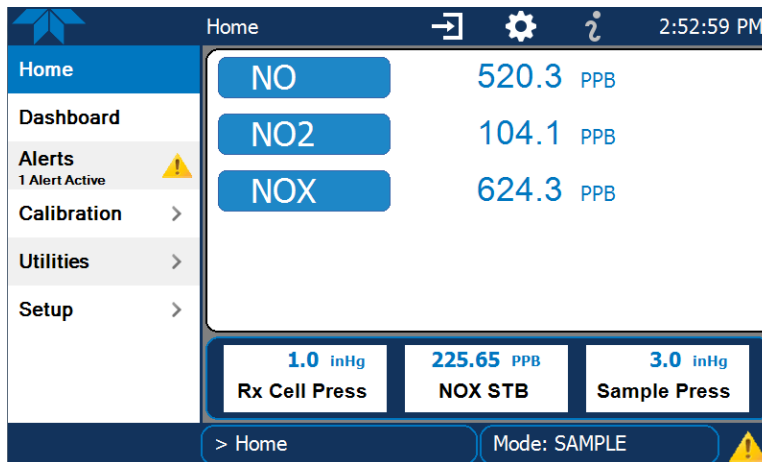 Home 2:52:59 PM
Home
Dashboard
Alerts
1 Alert Active
Calibration
Utilities
Setup
NO 520.3 PPB
NO2 104.1 PPB
NOX 624.3 PPB
1.0 inHg
Rx Cell Press
225.65 PPB
NOX STB
3.0 inHg
Sample Press
> Home
Mode: SAMPLE